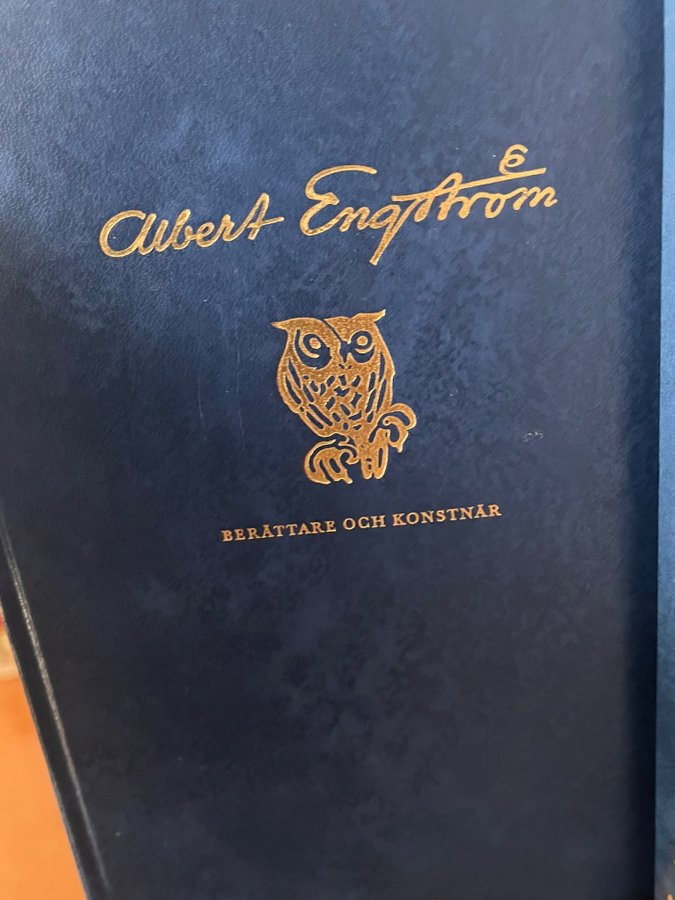 Albert Engström
BERÄTTARE OCH KONSTNÄR